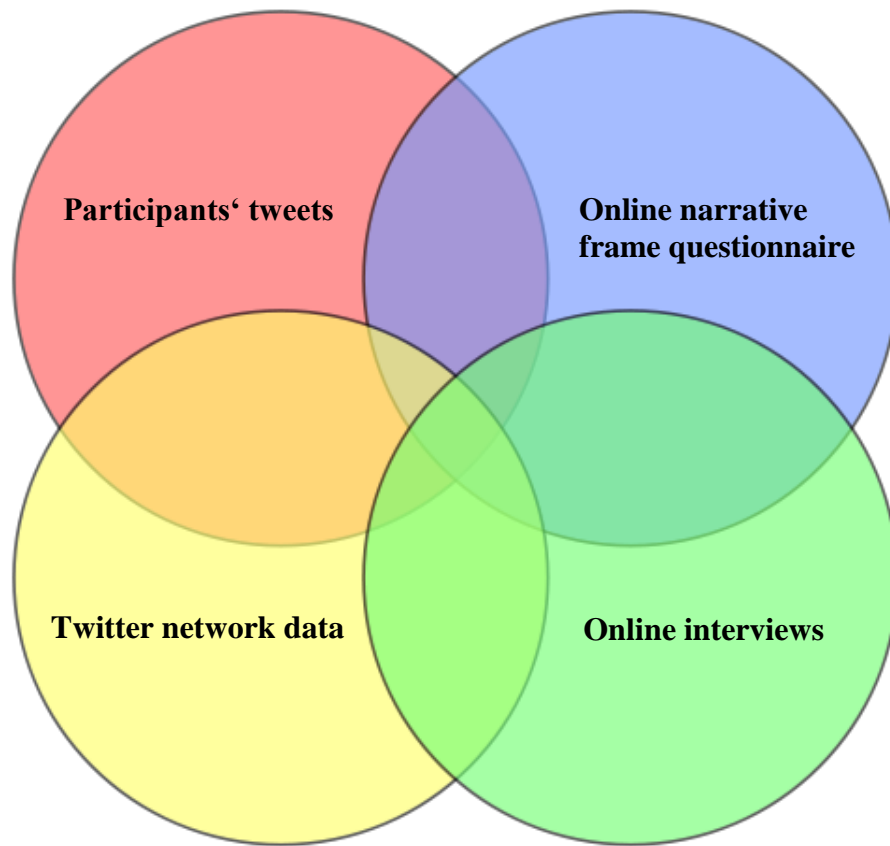 Participants‘ tweets
Online narrative
frame questionnaire
Twitter network data
Online interviews